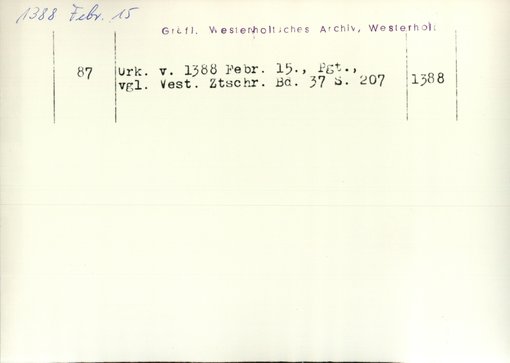 1388 Febr. 15
Gräfl. Westerholtsches Archiv, Westerholt
87 Urk. v. 1388 Febr. 15., Pgt., 1388
vgl. West. Ztschr. Bd. 37 S. 207